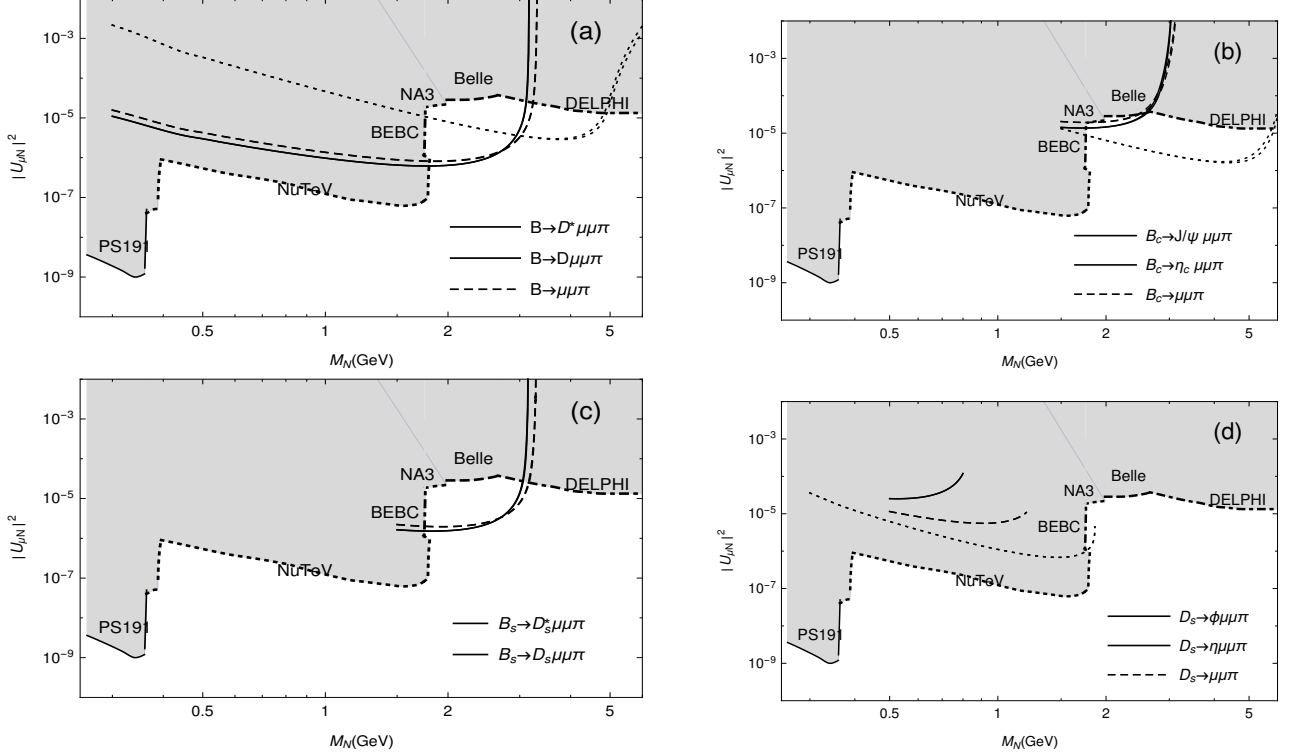 (a)
10⁻³
10⁻⁵
10⁻⁷
10⁻⁹
|U_μN|²
NA3
Belle
DELPHI
BEBC
NuTeV
PS191
B→D* μμπ
B→Dμμπ
B→μμπ
0.5
1
2
5
M_N(GeV)
(b)
10⁻³
10⁻⁵
10⁻⁷
10⁻⁹
|U_μN|²
NA3
Belle
DELPHI
BEBC
NuTeV
PS191
B_c→J/ψ μμπ
B_c→η_c μμπ
B_c→μμπ
0.5
1
2
5
M_N(GeV)
(c)
10⁻³
10⁻⁵
10⁻⁷
10⁻⁹
|U_μN|²
NA3
Belle
DELPHI
BEBC
NuTeV
PS191
B_s→D_s*μμπ
B_s→D_sμμπ
0.5
1
2
5
M_N(GeV)
(d)
10⁻³
10⁻⁵
10⁻⁷
10⁻⁹
|U_μN|²
NA3
Belle
DELPHI
BEBC
NuTeV
PS191
D_s→ϕμμπ
D_s→ημμπ
D_s→μμπ
0.5
1
2
5
M_N(GeV)